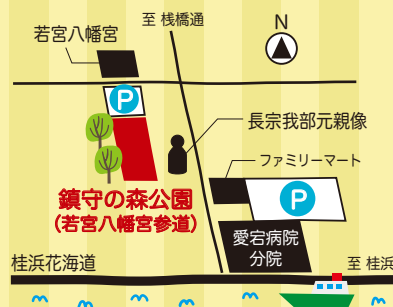 至 桟橋通
若宮八幡宮
N
P
長宗我部元親像
ファミリーマート
鎮守の森公園
(若宮八幡宮参道)
P
愛宕病院
分院
桂浜花海道
至 桂浜